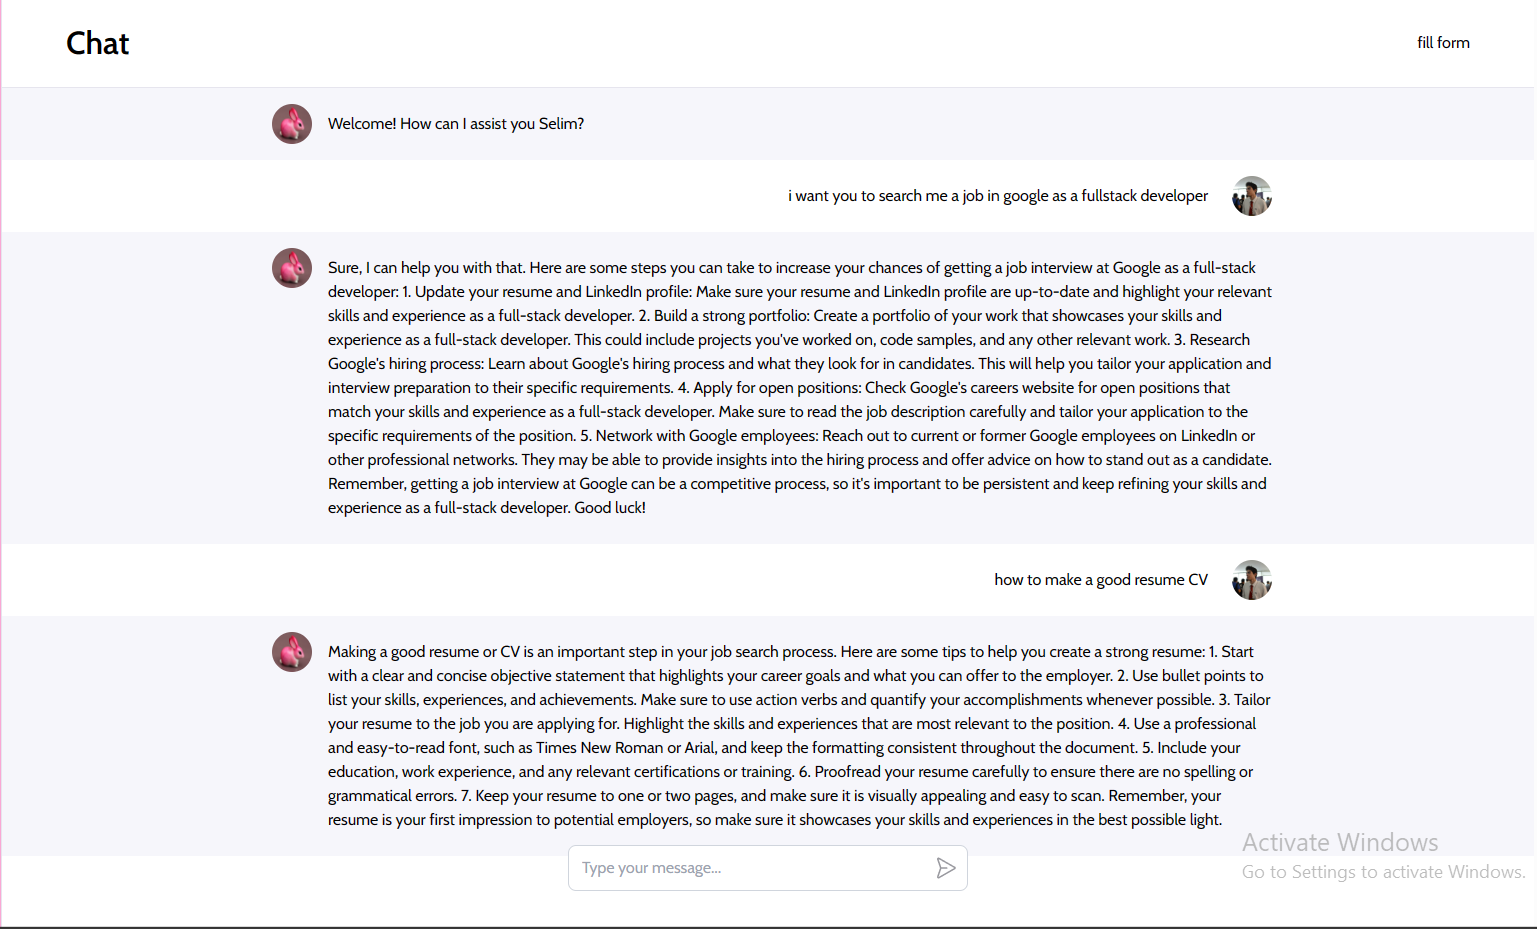 Chat
fill form
Welcome! How can I assist you Selim?
i want you to search me a job in google as a fullstack developer
Sure, I can help you with that. Here are some steps you can take to increase your chances of getting a job interview at Google as a full-stack
developer: 1. Update your resume and LinkedIn profile: Make sure your resume and LinkedIn profile are up-to-date and highlight your relevant
skills and experience as a full-stack developer. 2. Build a strong portfolio: Create a portfolio of your work that showcases your skills and
experience as a full-stack developer. This could include projects you've worked on, code samples, and any other relevant work. 3. Research
Google's hiring process: Learn about Google's hiring process and what they look for in candidates. This will help you tailor your application and
interview preparation to their specific requirements. 4. Apply for open positions: Check Google's careers website for open positions that
match your skills and experience as a full-stack developer. Make sure to read the job description carefully and tailor your application to the
specific requirements of the position. 5. Network with Google employees: Reach out to current or former Google employees on LinkedIn or
other professional networks. They may be able to provide insights into the hiring process and offer advice on how to stand out as a candidate.
Remember, getting a job interview at Google can be a competitive process, so it's important to be persistent and keep refining your skills and
experience as a full-stack developer. Good luck!
how to make a good resume CV
Making a good resume or CV is an important step in your job search process. Here are some tips to help you create a strong resume: 1. Start
with a clear and concise objective statement that highlights your career goals and what you can offer to the employer. 2. Use bullet points to
list your skills, experiences, and achievements. Make sure to use action verbs and quantify your accomplishments whenever possible. 3. Tailor
your resume to the job you are applying for. Highlight the skills and experiences that are most relevant to the position. 4. Use a professional
and easy-to-read font, such as Times New Roman or Arial, and keep the formatting consistent throughout the document. 5. Include your
education, work experience, and any relevant certifications or training. 6. Proofread your resume carefully to ensure there are no spelling or
grammatical errors. 7. Keep your resume to one or two pages, and make sure it is visually appealing and easy to scan. Remember, your
resume is your first impression to potential employers, so make sure it showcases your skills and experiences in the best possible light.
Type your message...
Activate Windows
Go to Settings to activate Windows.